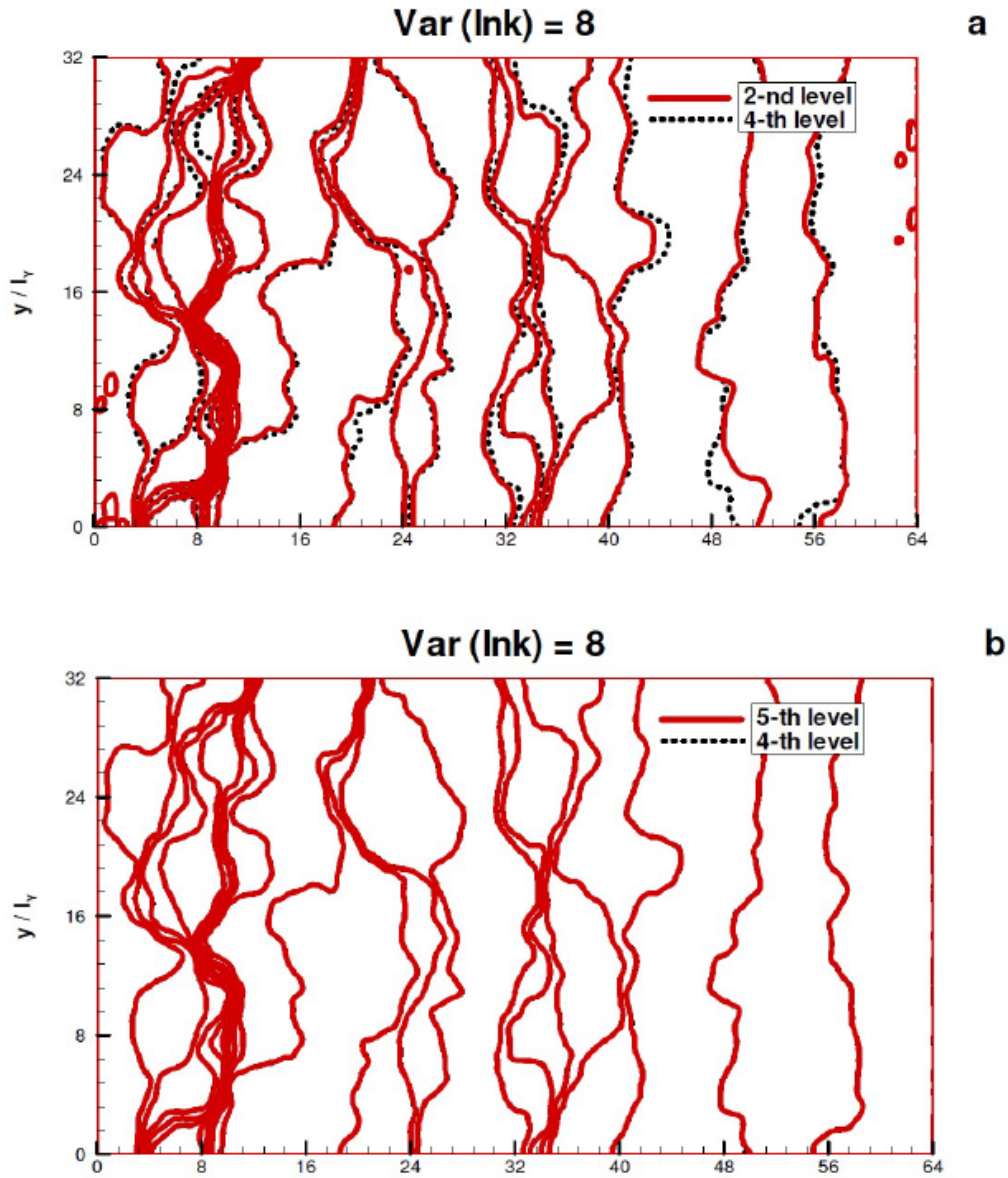 Var (lnk) = 8
a
32
24
16
8
0
y / Iᵧ
2-nd level
4-th level
0 8 16 24 32 40 48 56 64
Var (lnk) = 8
b
32
24
16
8
0
y / Iᵧ
5-th level
4-th level
0 8 16 24 32 40 48 56 64